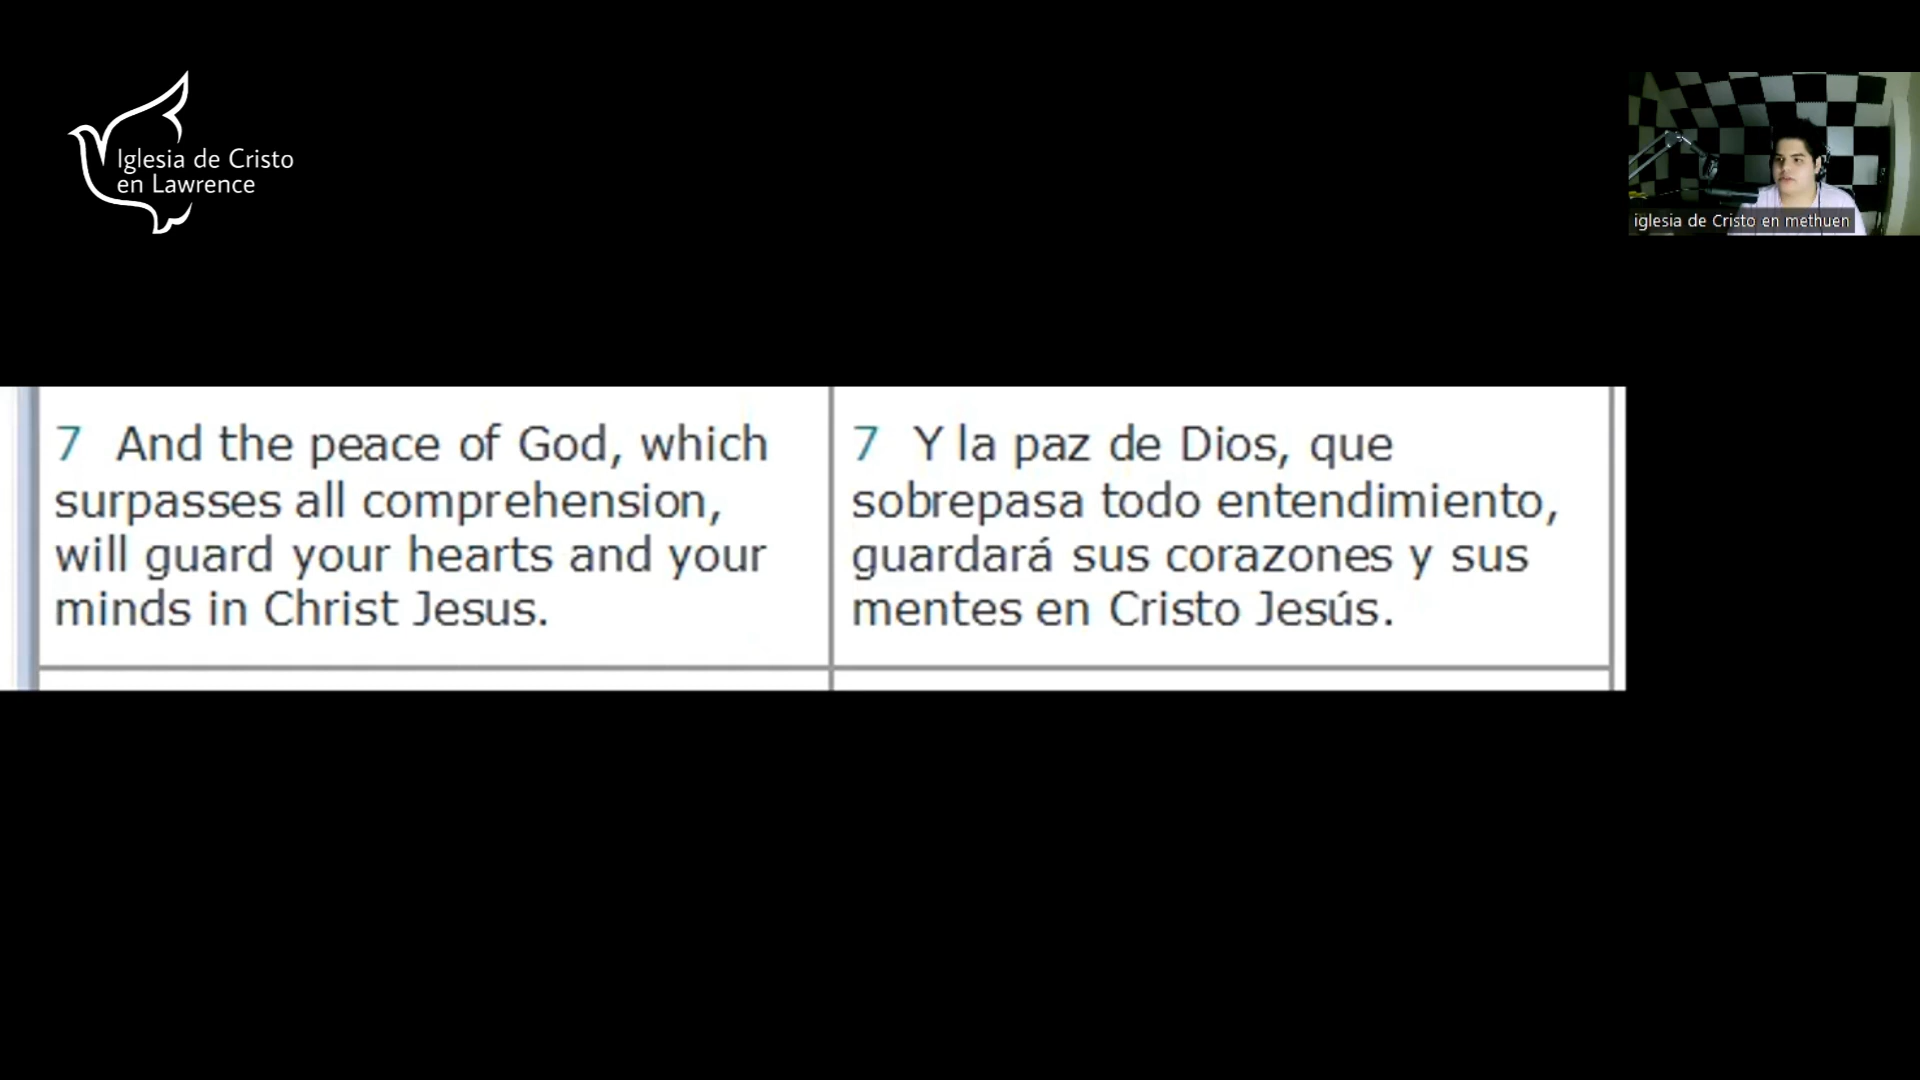 Iglesia de Cristo
en Lawrence
iglesia de Cristo en methuen
7 And the peace of God, which
surpasses all comprehension,
will guard your hearts and your
minds in Christ Jesus.
7 Y la paz de Dios, que
sobrepasa todo entendimiento,
guardará sus corazones y sus
mentes en Cristo Jesús.